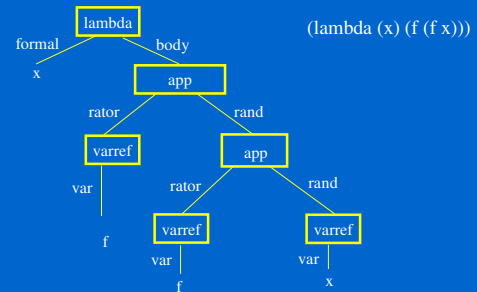 lambda
(lambda (x) (f (f x)))
formal
body
x
app
rator
rand
varref
app
var
rator
rand
f
varref
varref
var
var
f
x